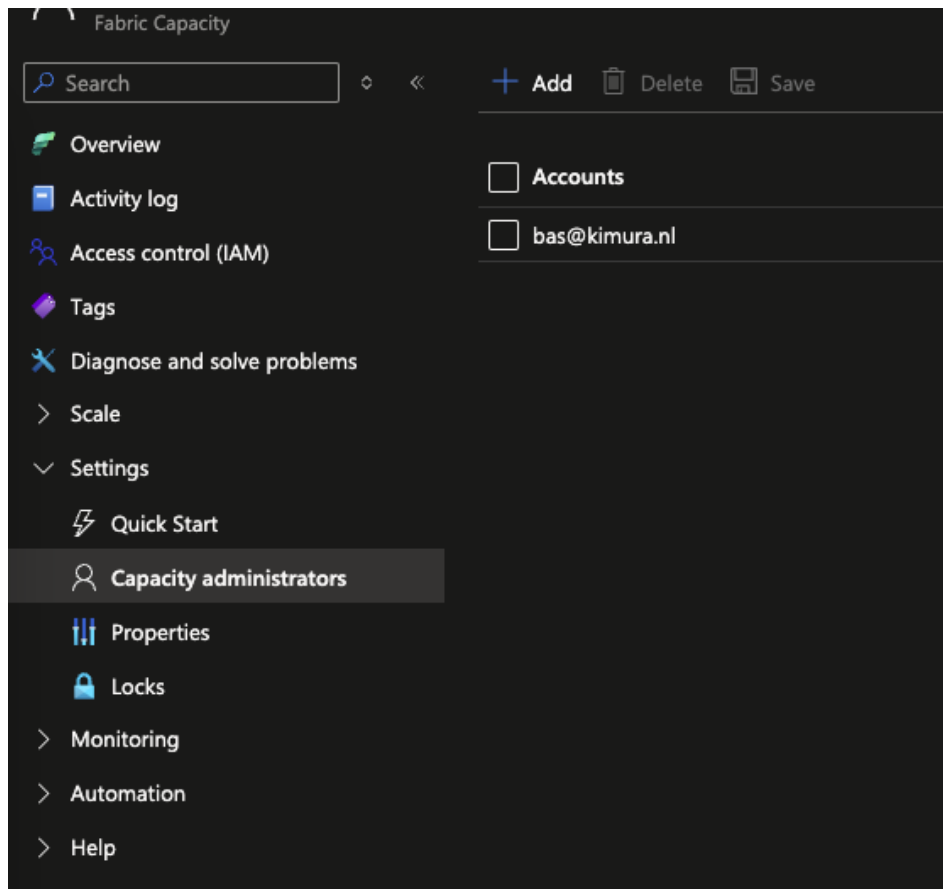 Fabric Capacity
Search
Overview
Activity log
Access control (IAM)
Tags
Diagnose and solve problems
Scale
Settings
Quick Start
Capacity administrators
Properties
Locks
Monitoring
Automation
Help
Add Delete Save
Accounts
bas@kimura.nl